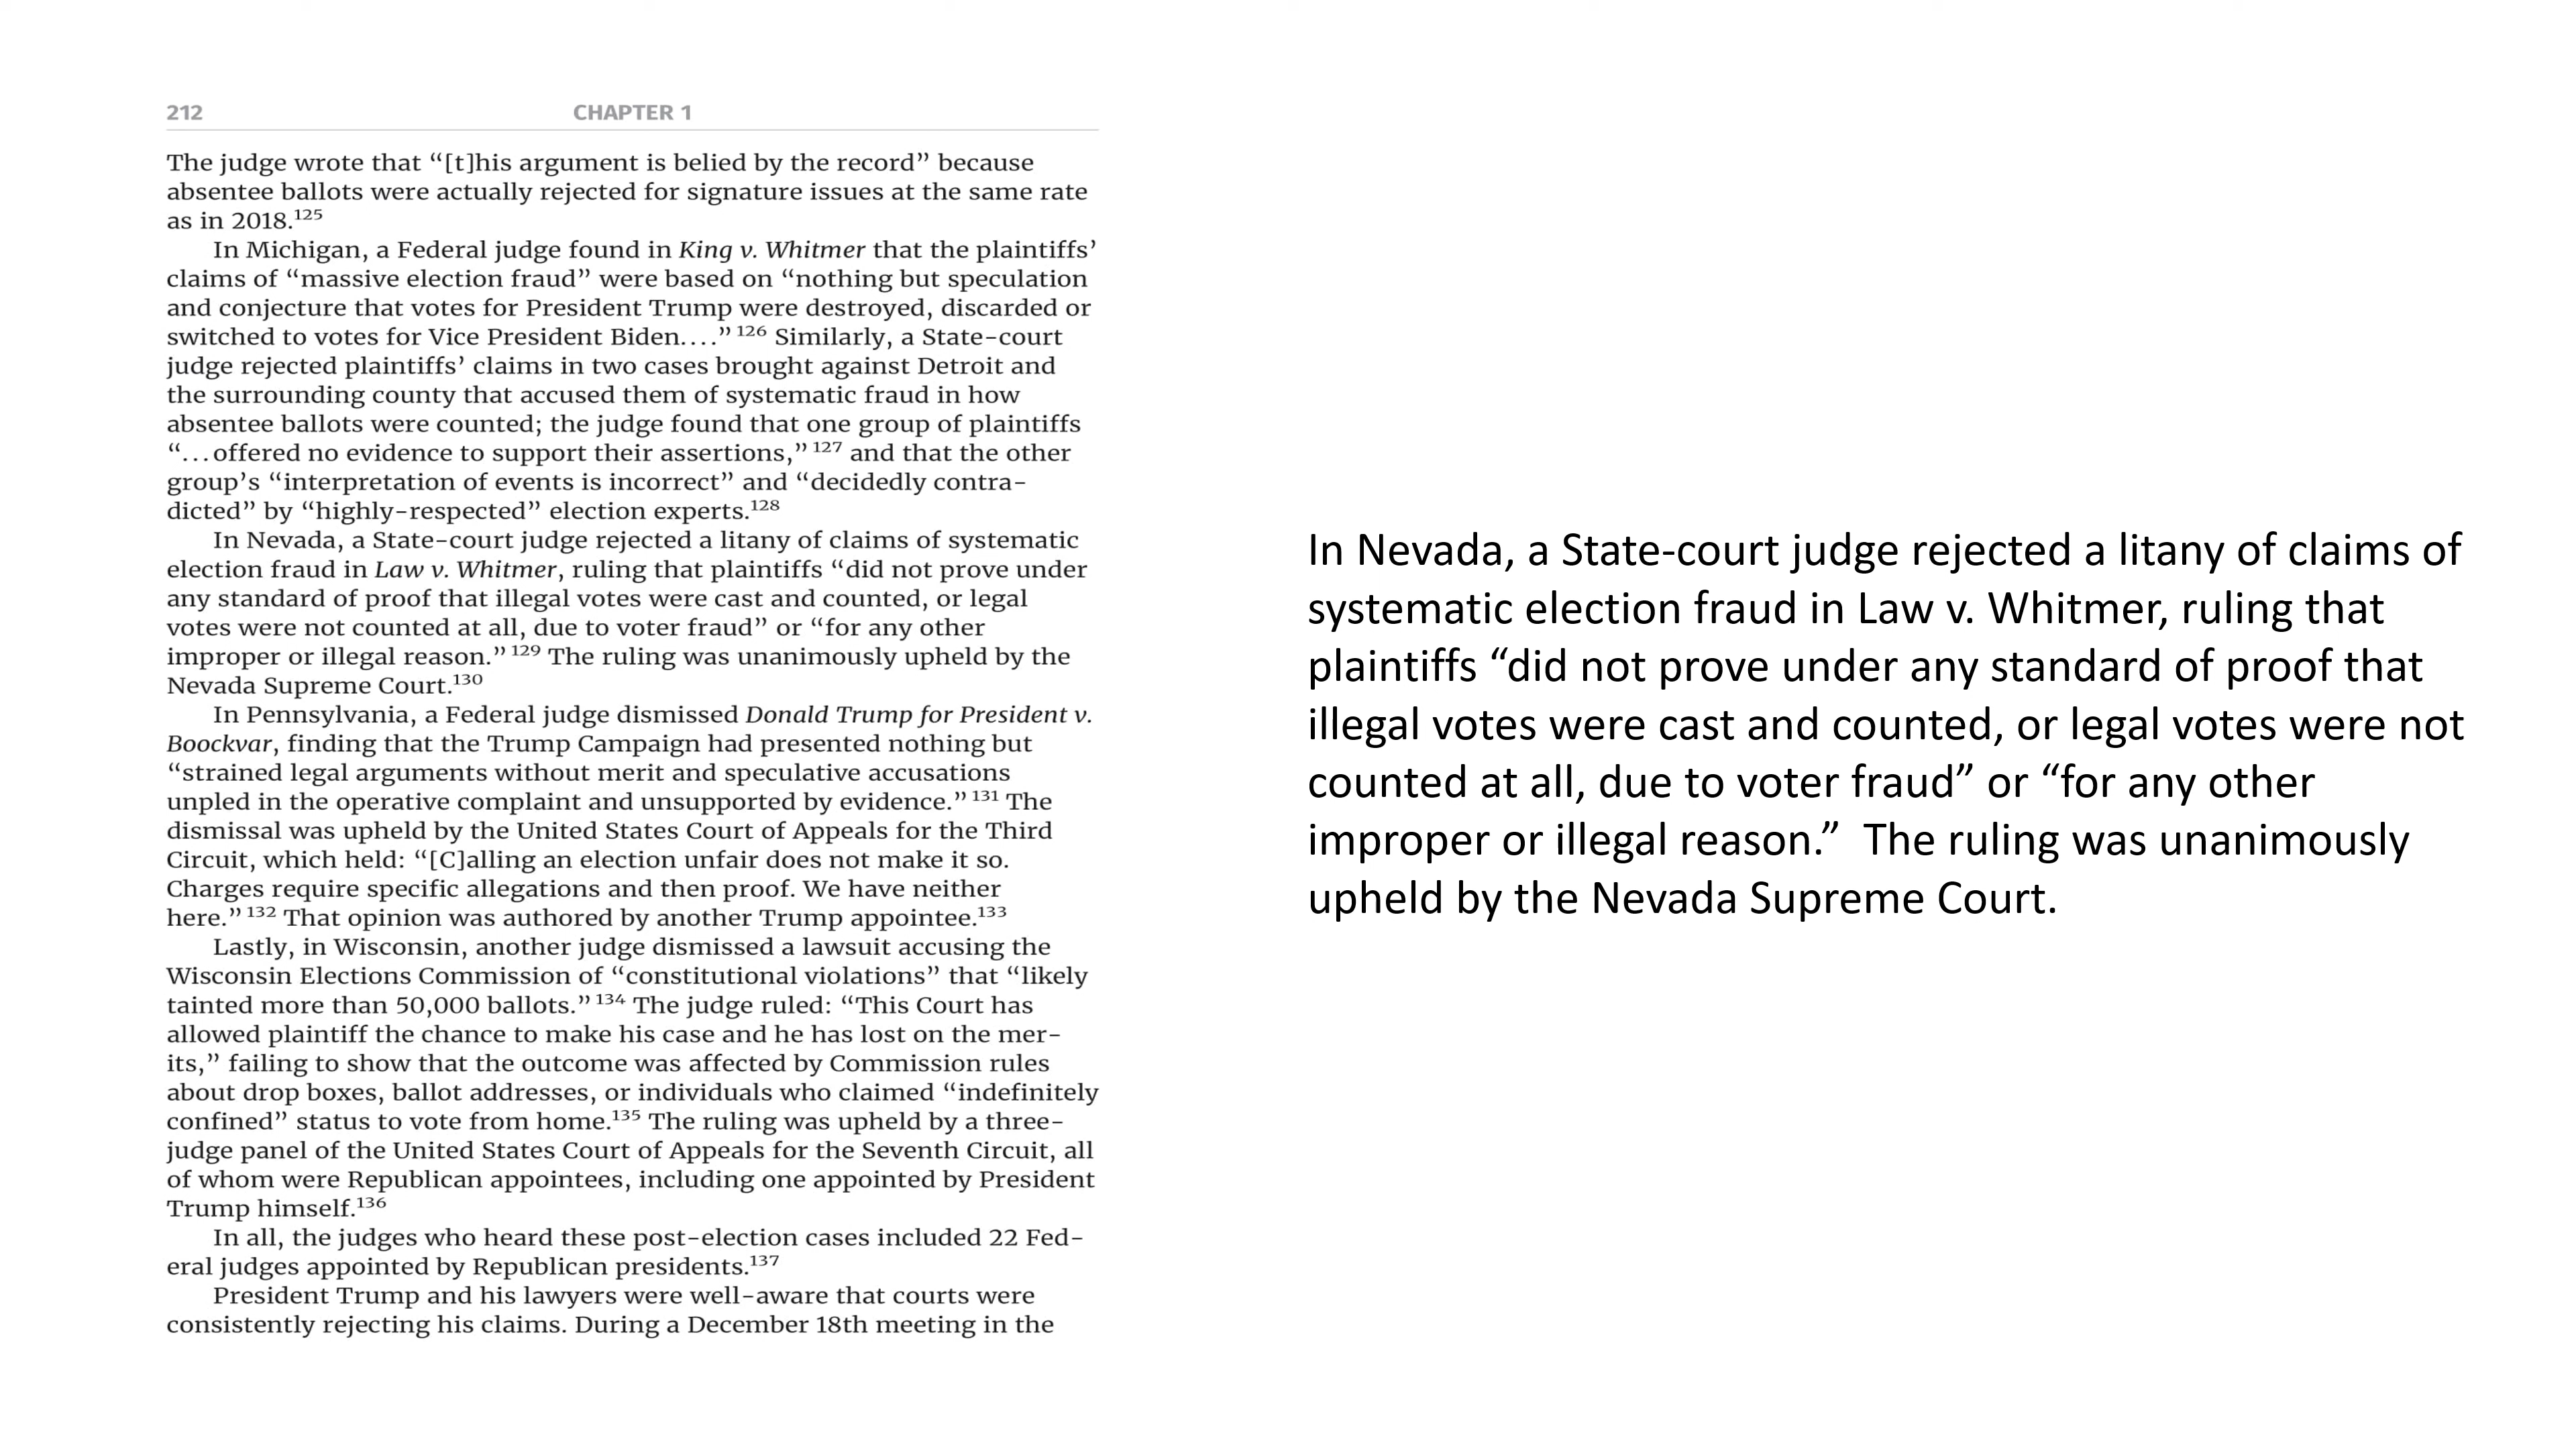 212 CHAPTER 1
The judge wrote that “[t]his argument is belied by the record” because
absentee ballots were actually rejected for signature issues at the same rate
as in 2018.125
In Michigan, a Federal judge found in King v. Whitmer that the plaintiffs’
claims of “massive election fraud” were based on “nothing but speculation
and conjecture that votes for President Trump were destroyed, discarded or
switched to votes for Vice President Biden....” 126 Similarly, a State-court
judge rejected plaintiffs’ claims in two cases brought against Detroit and
the surrounding county that accused them of systematic fraud in how
absentee ballots were counted; the judge found that one group of plaintiffs
“...offered no evidence to support their assertions,” 127 and that the other
group’s “interpretation of events is incorrect” and “decidedly contra-
dicted” by “highly-respected” election experts.128
In Nevada, a State-court judge rejected a litany of claims of systematic
election fraud in Law v. Whitmer, ruling that plaintiffs “did not prove under
any standard of proof that illegal votes were cast and counted, or legal
votes were not counted at all, due to voter fraud” or “for any other
improper or illegal reason.” 129 The ruling was unanimously upheld by the
Nevada Supreme Court.130
In Pennsylvania, a Federal judge dismissed Donald Trump for President v.
Boockvar, finding that the Trump Campaign had presented nothing but
“strained legal arguments without merit and speculative accusations
unpled in the operative complaint and unsupported by evidence.” 131 The
dismissal was upheld by the United States Court of Appeals for the Third
Circuit, which held: “[C]alling an election unfair does not make it so.
Charges require specific allegations and then proof. We have neither
here.” 132 That opinion was authored by another Trump appointee.133
Lastly, in Wisconsin, another judge dismissed a lawsuit accusing the
Wisconsin Elections Commission of “constitutional violations” that “likely
tainted more than 50,000 ballots.” 134 The judge ruled: “This Court has
allowed plaintiff the chance to make his case and he has lost on the mer-
its,” failing to show that the outcome was affected by Commission rules
about drop boxes, ballot addresses, or individuals who claimed “indefinitely
confined” status to vote from home.135 The ruling was upheld by a three-
judge panel of the United States Court of Appeals for the Seventh Circuit, all
of whom were Republican appointees, including one appointed by President
Trump himself.136
In all, the judges who heard these post-election cases included 22 Fed-
eral judges appointed by Republican presidents.137
President Trump and his lawyers were well-aware that courts were
consistently rejecting his claims. During a December 18th meeting in the
In Nevada, a State-court judge rejected a litany of claims of
systematic election fraud in Law v. Whitmer, ruling that
plaintiffs “did not prove under any standard of proof that
illegal votes were cast and counted, or legal votes were not
counted at all, due to voter fraud” or “for any other
improper or illegal reason.”  The ruling was unanimously
upheld by the Nevada Supreme Court.